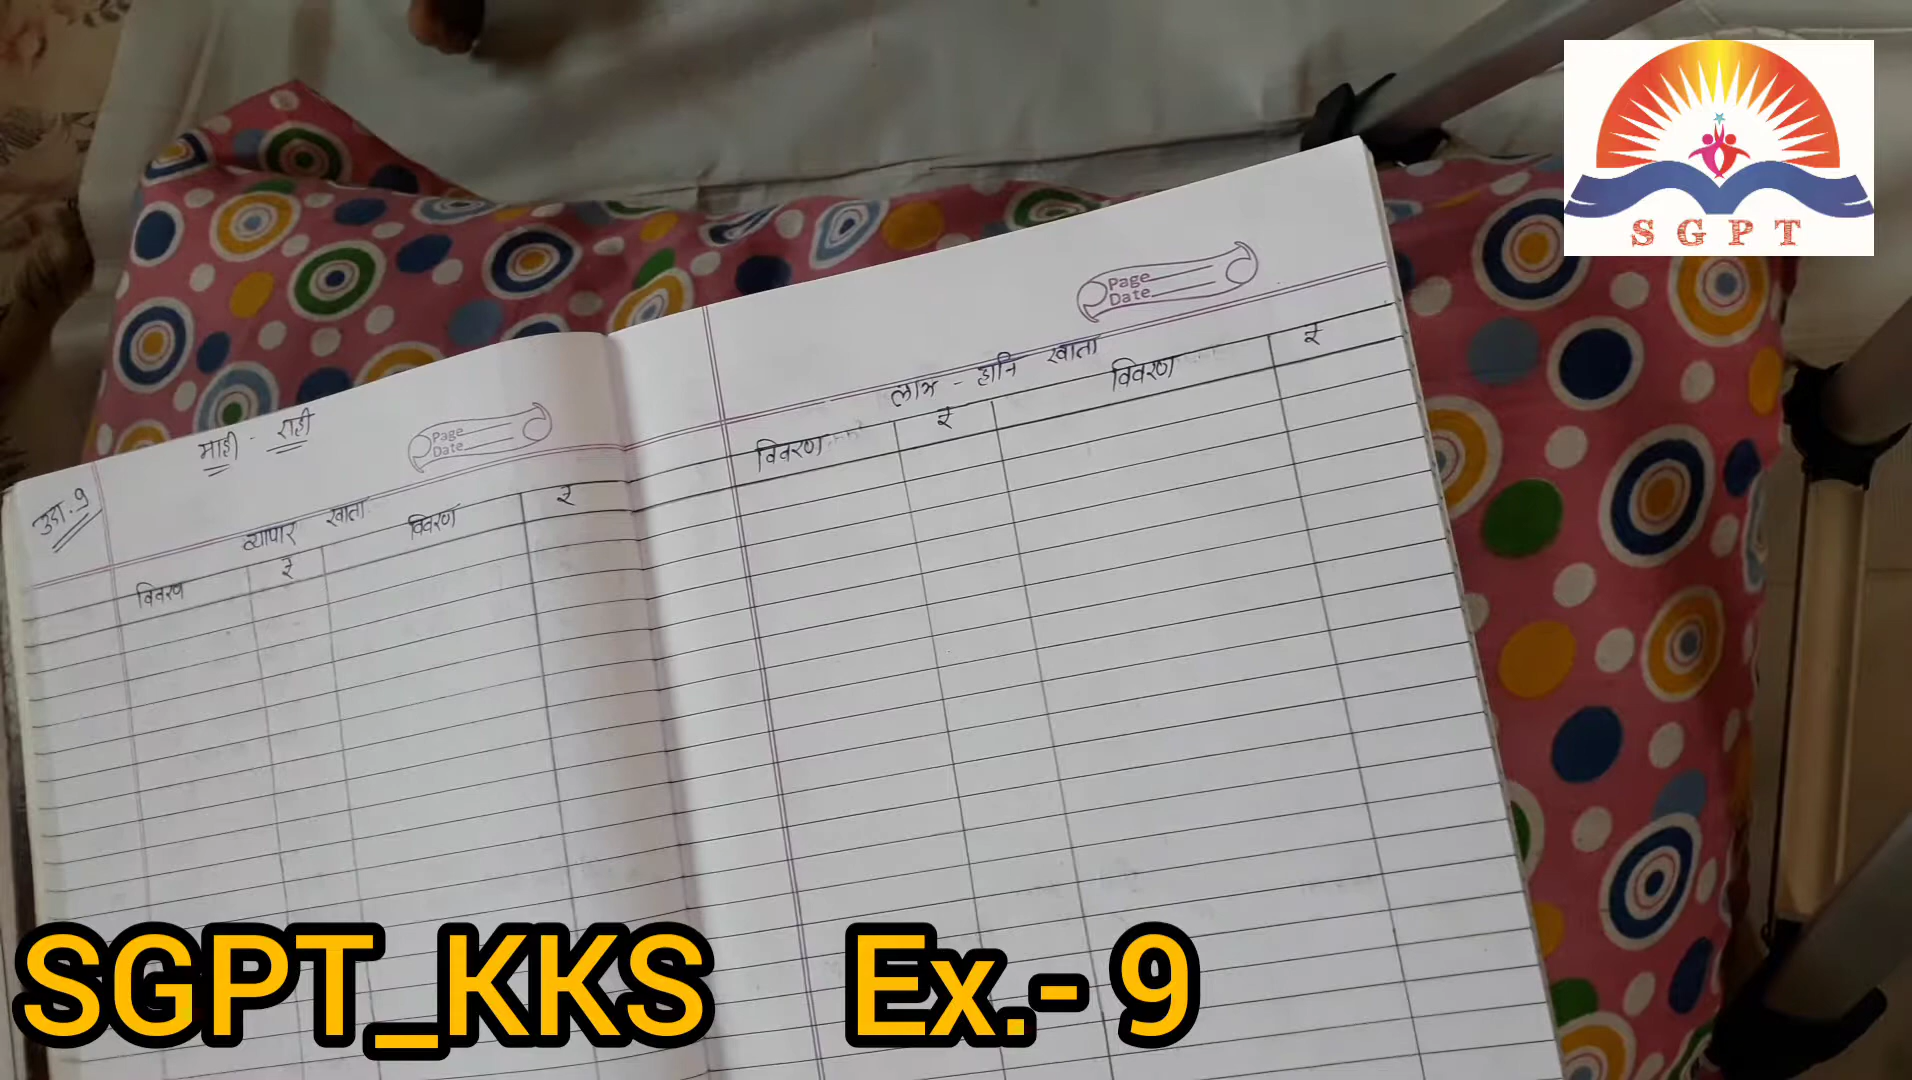 SGPT
Page
Date
माही - राही
उदा. 9
व्यापार खाता
विवरण ₹ विवरण ₹
Page
Date
लाभ - हानि खाता
विवरण ₹ विवरण ₹
SGPT_KKS Ex.- 9